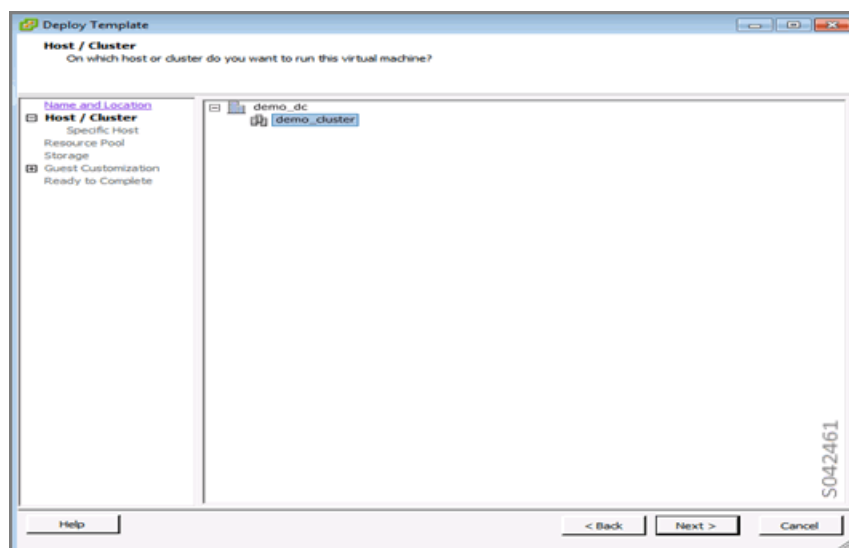 Deploy Template
Host / Cluster
On which host or cluster do you want to run this virtual machine?
Name and Location
Host / Cluster
Specific Host
Resource Pool
Storage
Guest Customization
Ready to Complete
demo_dc
demo_cluster
S042461
Help
< Back
Next >
Cancel